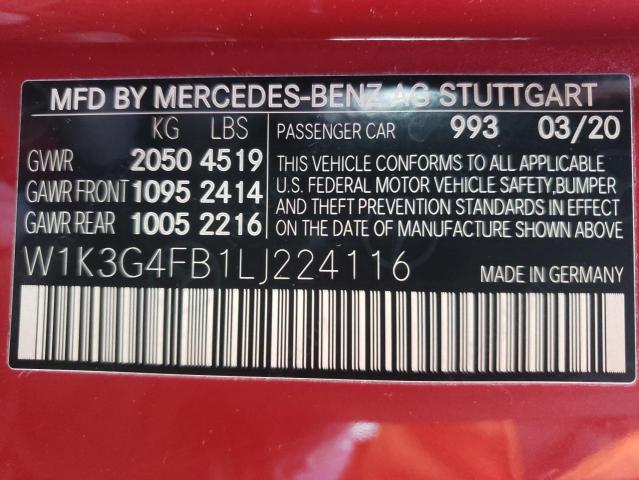 MFD BY MERCEDES-BENZ AG STUTTGART
KG LBS PASSENGER CAR 993 03/20
GVWR 2050 4519
GAWR FRONT 1095 2414
GAWR REAR 1005 2216
THIS VEHICLE CONFORMS TO ALL APPLICABLE
U.S. FEDERAL MOTOR VEHICLE SAFETY,BUMPER
AND THEFT PREVENTION STANDARDS IN EFFECT
ON THE DATE OF MANUFACTURE SHOWN ABOVE.
W1K3G4FB1LJ224116 MADE IN GERMANY